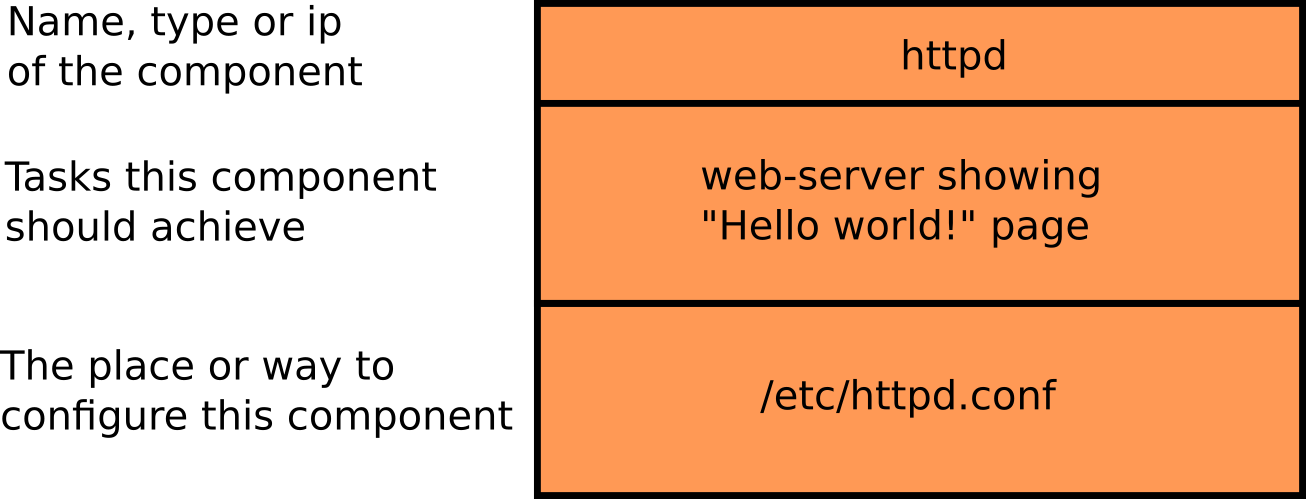 Name, type or ip
of the component
httpd
Tasks this component
should achieve
web-server showing
"Hello world!" page
The place or way to
configure this component
/etc/httpd.conf